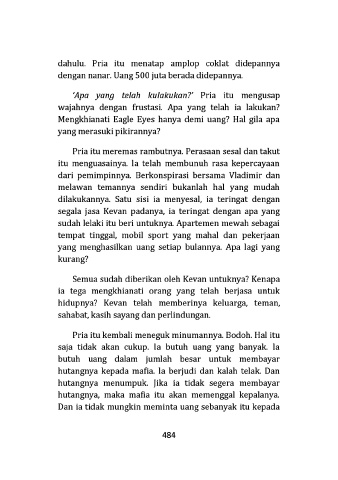 dahulu. Pria itu menatap amplop coklat didepannya
dengan nanar. Uang 500 juta berada didepannya.
'Apa yang telah kulakukan?' Pria itu mengusap
wajahnya dengan frustasi. Apa yang telah ia lakukan?
Mengkhianati Eagle Eyes hanya demi uang? Hal gila apa
yang merasuki pikirannya?
Pria itu meremas rambutnya. Perasaan sesal dan takut
itu menguasainya. Ia telah membunuh rasa kepercayaan
dari pemimpinnya. Berkonspirasi bersama Vladimir dan
melawan temannya sendiri bukanlah hal yang mudah
dilakukannya. Satu sisi ia menyesal, ia teringat dengan
segala jasa Kevan padanya, ia teringat dengan apa yang
sudah lelaki itu beri untuknya. Apartemen mewah sebagai
tempat tinggal, mobil sport yang mahal dan pekerjaan
yang menghasilkan uang setiap bulannya. Apa lagi yang
kurang?
Semua sudah diberikan oleh Kevan untuknya? Kenapa
ia tega mengkhianati orang yang telah berjasa untuk
hidupnya? Kevan telah memberinya keluarga, teman,
sahabat, kasih sayang dan perlindungan.
Pria itu kembali meneguk minumannya. Bodoh. Hal itu
saja tidak akan cukup. Ia butuh uang yang banyak. Ia
butuh uang dalam jumlah besar untuk membayar
hutangnya kepada mafia. Ia berjudi dan kalah telak. Dan
hutangnya menumpuk. Jika ia tidak segera membayar
hutangnya, maka mafia itu akan memenggal kepalanya.
Dan ia tidak mungkin meminta uang sebanyak itu kepada
484